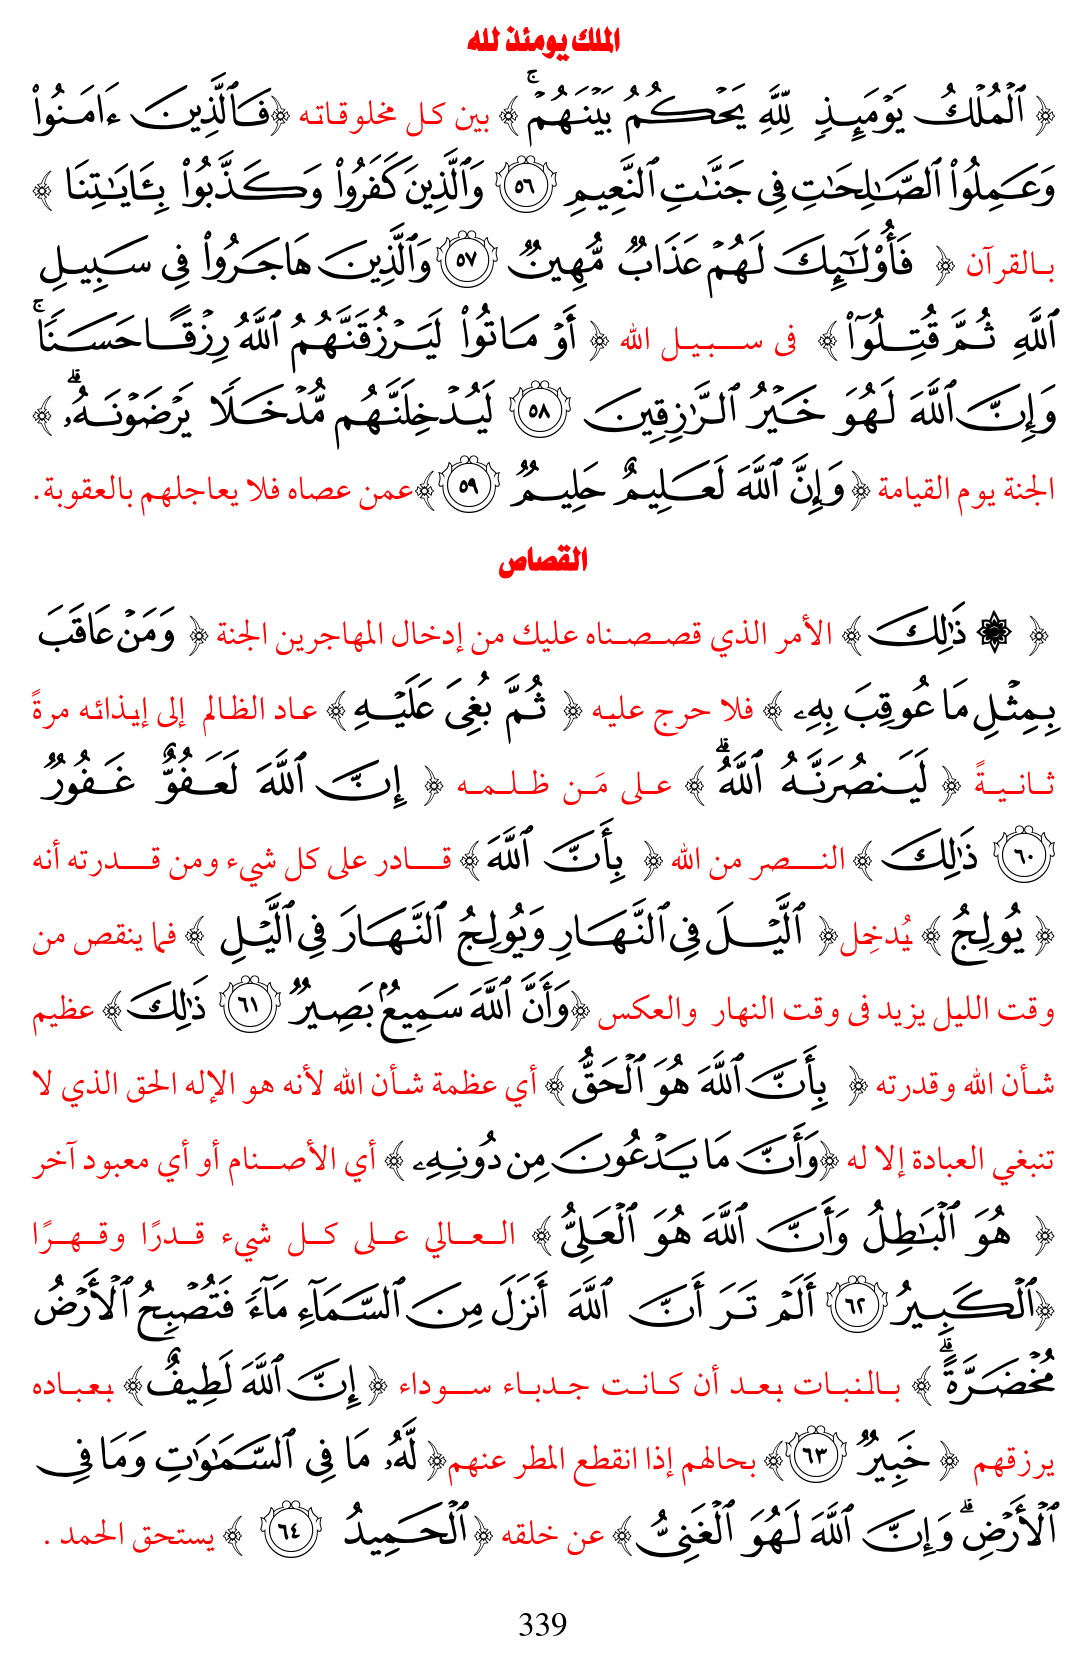 الملك يومئذ لله
﴿ ٱلْمُلْكُ يَوْمَئِذٍ لِّلَّهِ يَحْكُمُ بَيْنَهُمْ ۚ ﴾ بين كل مخلوقاته ﴿ فَٱلَّذِينَ ءَامَنُوا۟
وَعَمِلُوا۟ ٱلصَّـٰلِحَـٰتِ فِى جَنَّـٰتِ ٱلنَّعِيمِ ٥٦ وَٱلَّذِينَ كَفَرُوا۟ وَكَذَّبُوا۟ بِـَٔايَـٰتِنَا ﴾
بالقرآن ﴿ فَأُو۟لَـٰٓئِكَ لَهُمْ عَذَابٌ مُّهِينٌ ٥٧ وَٱلَّذِينَ هَاجَرُوا۟ فِى سَبِيلِ
ٱللَّهِ ثُمَّ قُتِلُوٓا۟ ﴾ فى سبيل الله ﴿ أَوْ مَاتُوا۟ لَيَرْزُقَنَّهُمُ ٱللَّهُ رِزْقًا حَسَنًا ۚ
وَإِنَّ ٱللَّهَ لَهُوَ خَيْرُ ٱلرَّٰزِقِينَ ٥٨ لَيُدْخِلَنَّهُم مُّدْخَلًا يَرْضَوْنَهُۥ ۗ ﴾
الجنة يوم القيامة ﴿ وَإِنَّ ٱللَّهَ لَعَلِيمٌ حَلِيمٌ ٥٩ ﴾ عمن عصاه فلا يعاجلهم بالعقوبة.
القصاص
﴿ ۞ ذَٰلِكَ ﴾ الأمر الذي قصصناه عليك من إدخال المهاجرين الجنة ﴿ وَمَنْ عَاقَبَ
بِمِثْلِ مَا عُوقِبَ بِهِۦ ﴾ فلا حرج عليه ﴿ ثُمَّ بُغِىَ عَلَيْهِ ﴾ عاد الظالم إلى إيذائه مرةً
ثانيةً ﴿ لَيَنصُرَنَّهُ ٱللَّهُ ۗ ﴾ على مَن ظلمه ﴿ إِنَّ ٱللَّهَ لَعَفُوٌّ غَفُورٌ
٦٠ ذَٰلِكَ ﴾ النصر من الله ﴿ بِأَنَّ ٱللَّهَ ﴾ قادر على كل شيء ومن قدرته أنه
﴿ يُولِجُ ﴾ يُدخِل ﴿ ٱلَّيْلَ فِى ٱلنَّهَارِ وَيُولِجُ ٱلنَّهَارَ فِى ٱلَّيْلِ ﴾ فما ينقص من
وقت الليل يزيد فى وقت النهار والعكس ﴿ وَأَنَّ ٱللَّهَ سَمِيعٌۢ بَصِيرٌ ٦١ ذَٰلِكَ ﴾ عظيم
شأن الله وقدرته ﴿ بِأَنَّ ٱللَّهَ هُوَ ٱلْحَقُّ ﴾ أي عظمة شأن الله لأنه هو الإله الحق الذي لا
تنبغي العبادة إلا له ﴿ وَأَنَّ مَا يَدْعُونَ مِن دُونِهِۦ ﴾ أي الأصنام أو أي معبود آخر
﴿ هُوَ ٱلْبَـٰطِلُ وَأَنَّ ٱللَّهَ هُوَ ٱلْعَلِىُّ ﴾ العالي على كل شيء قدرًا وقهرًا
﴿ ٱلْكَبِيرُ ٦٢ أَلَمْ تَرَ أَنَّ ٱللَّهَ أَنزَلَ مِنَ ٱلسَّمَآءِ مَآءً فَتُصْبِحُ ٱلْأَرْضُ
مُخْضَرَّةً ۗ ﴾ بالنبات بعد أن كانت جدباء سوداء ﴿ إِنَّ ٱللَّهَ لَطِيفٌ ﴾ بعباده
يرزقهم ﴿ خَبِيرٌ ٦٣ ﴾ بحالهم إذا انقطع المطر عنهم ﴿ لَّهُۥ مَا فِى ٱلسَّمَـٰوَٰتِ وَمَا فِى
ٱلْأَرْضِ ۗ وَإِنَّ ٱللَّهَ لَهُوَ ٱلْغَنِىُّ ﴾ عن خلقه ﴿ ٱلْحَمِيدُ ٦٤ ﴾ يستحق الحمد .
339